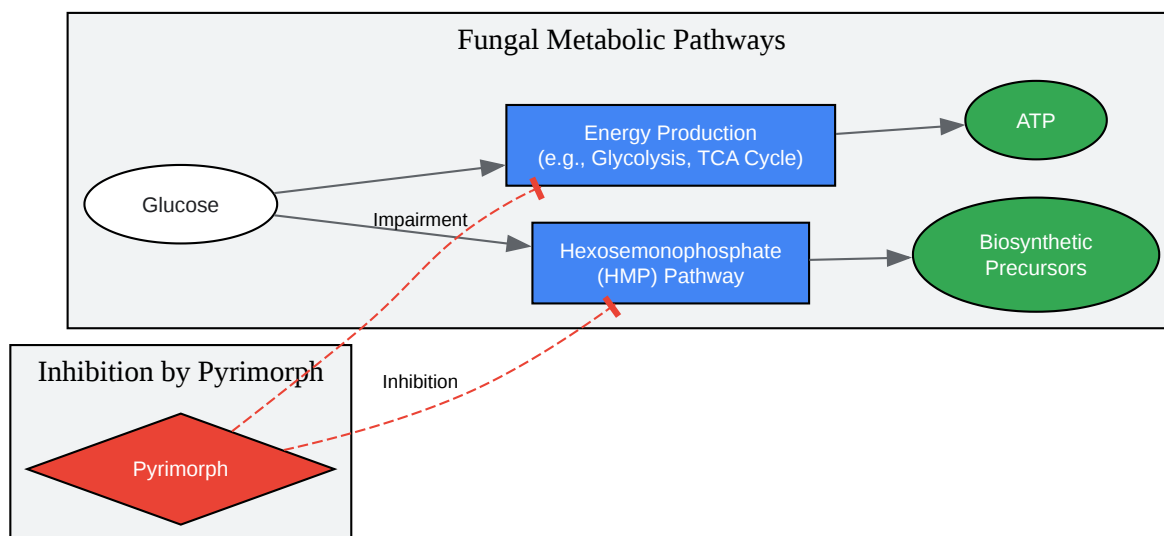 Fungal Metabolic Pathways
Energy Production
(e.g., Glycolysis, TCA Cycle)
ATP
Glucose
Impairment
Hexosemonophosphate
(HMP) Pathway
Biosynthetic
Precursors
Inhibition by Pyrimorph
Inhibition
Pyrimorph